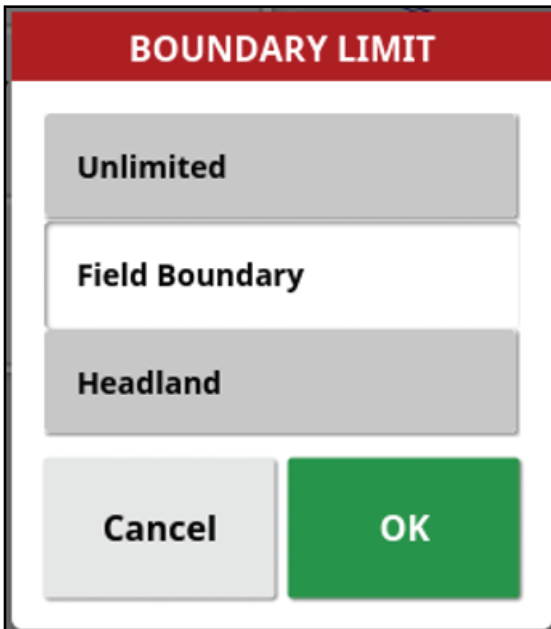 BOUNDARY LIMIT
Unlimited
Field Boundary
Headland
Cancel
OK